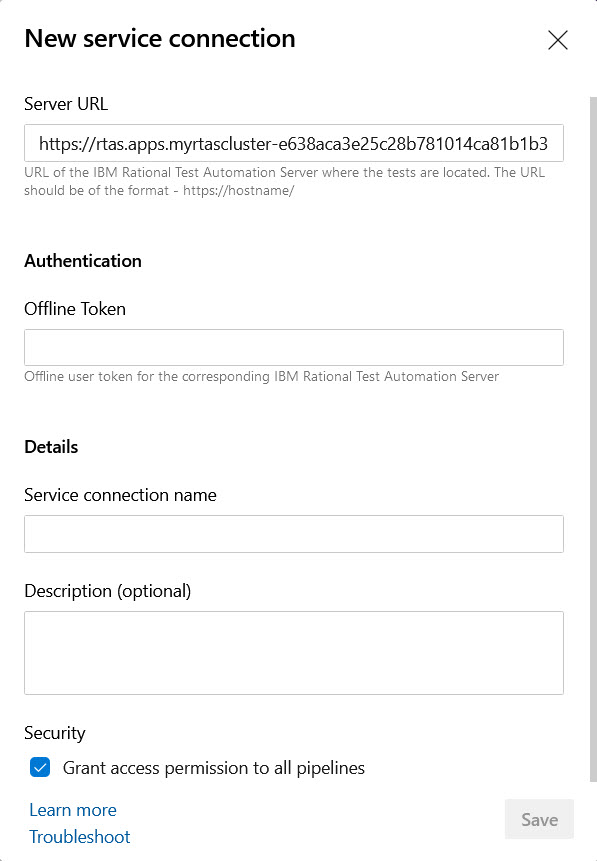 New service connection
Server URL
https://rtas.apps.myrtascluster-e638aca3e25c28b781014ca81b1b3
URL of the IBM Rational Test Automation Server where the tests are located. The URL
should be of the format - https://hostname/
Authentication
Offline Token
Offline user token for the corresponding IBM Rational Test Automation Server
Details
Service connection name
Description (optional)
Security
Grant access permission to all pipelines
Learn more
Troubleshoot
Save